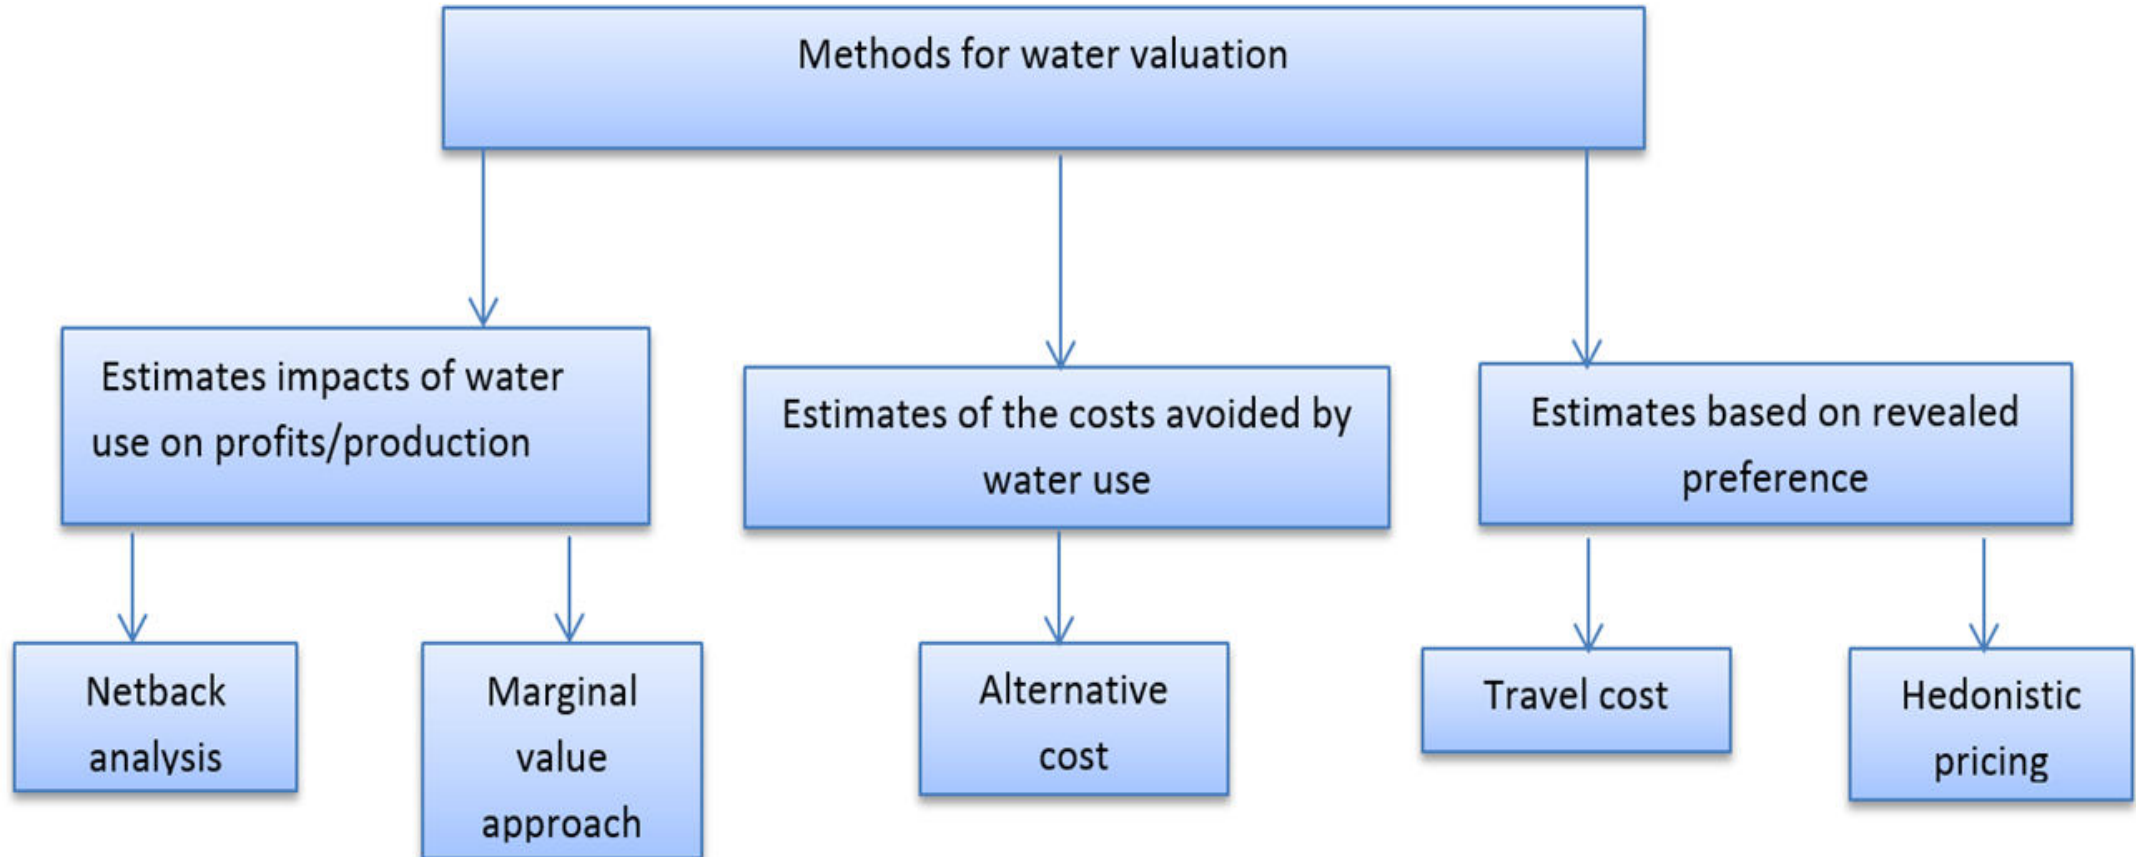 Methods for water valuation
Estimates impacts of water
use on profits/production
Estimates of the costs avoided by
water use
Estimates based on revealed
preference
Netback
analysis
Marginal
value
approach
Alternative
cost
Travel cost
Hedonistic
pricing